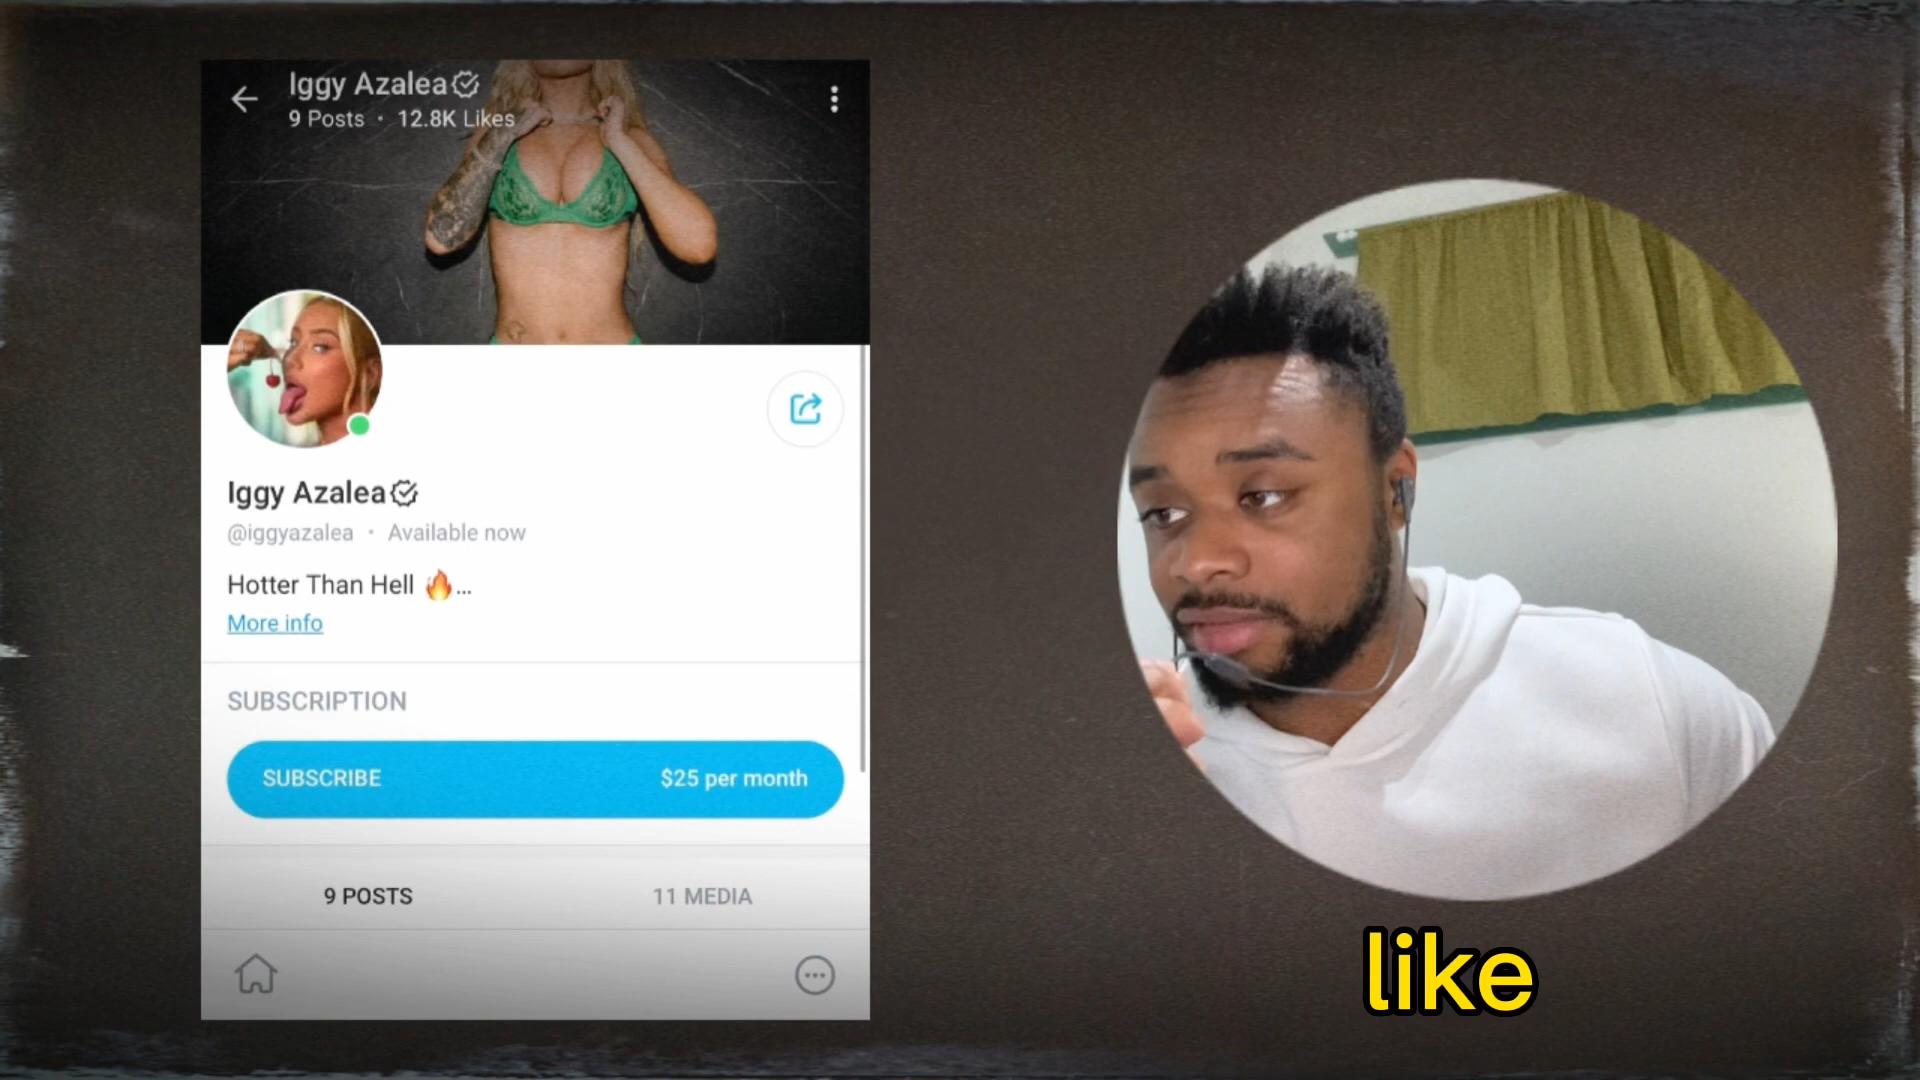 Iggy Azalea
9 Posts • 12.8K Likes
Iggy Azalea
@iggyazalea • Available now
Hotter Than Hell 🔥...
More info
SUBSCRIPTION
SUBSCRIBE $25 per month
9 POSTS 11 MEDIA
like